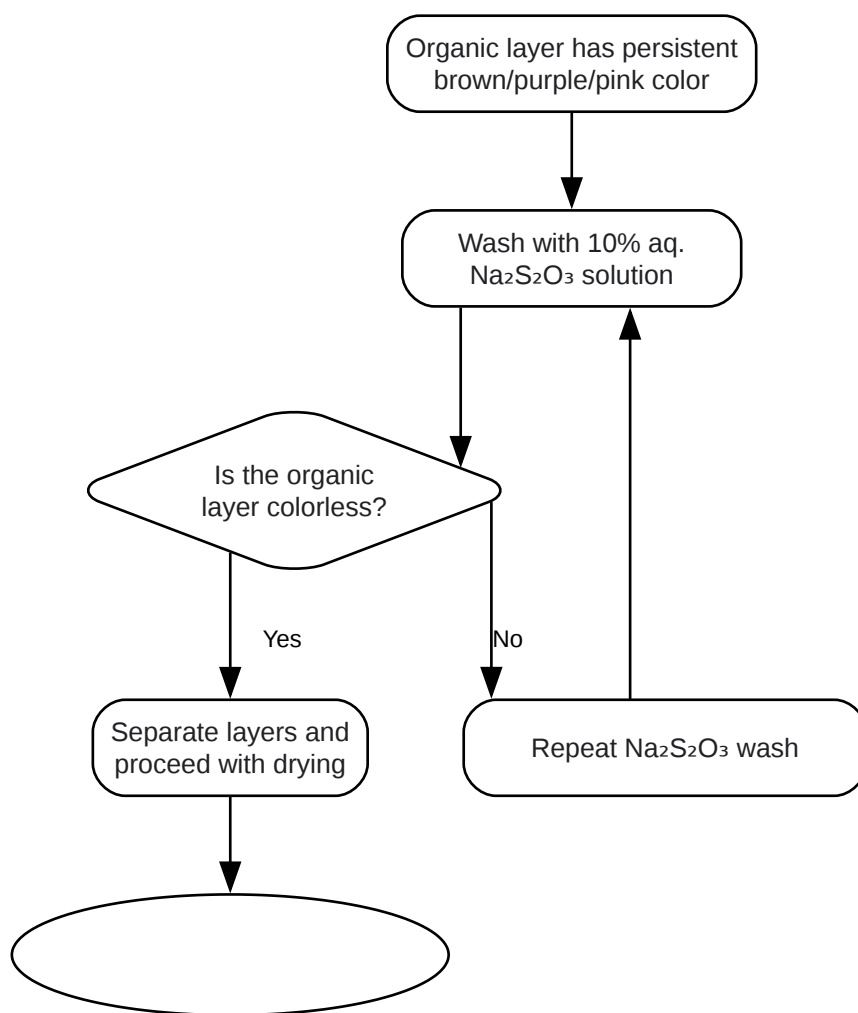 Organic layer has persistent
brown/purple/pink color
Wash with 10% aq.
Na₂S₂O₃ solution
Is the organic
layer colorless?
Yes
No
Separate layers and
proceed with drying
Repeat Na₂S₂O₃ wash